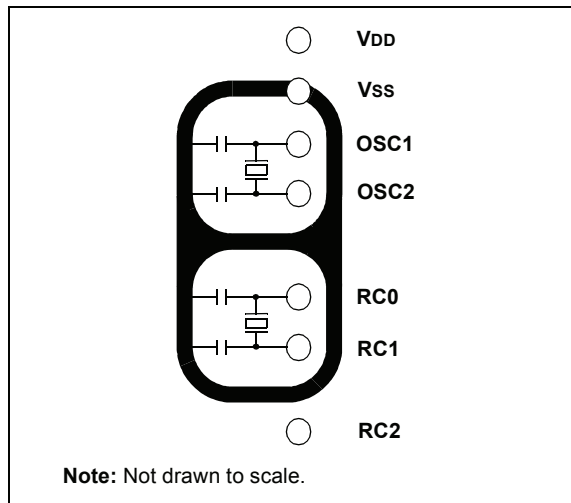 VDD
VSS
OSC1
OSC2
RC0
RC1
RC2
Note: Not drawn to scale.